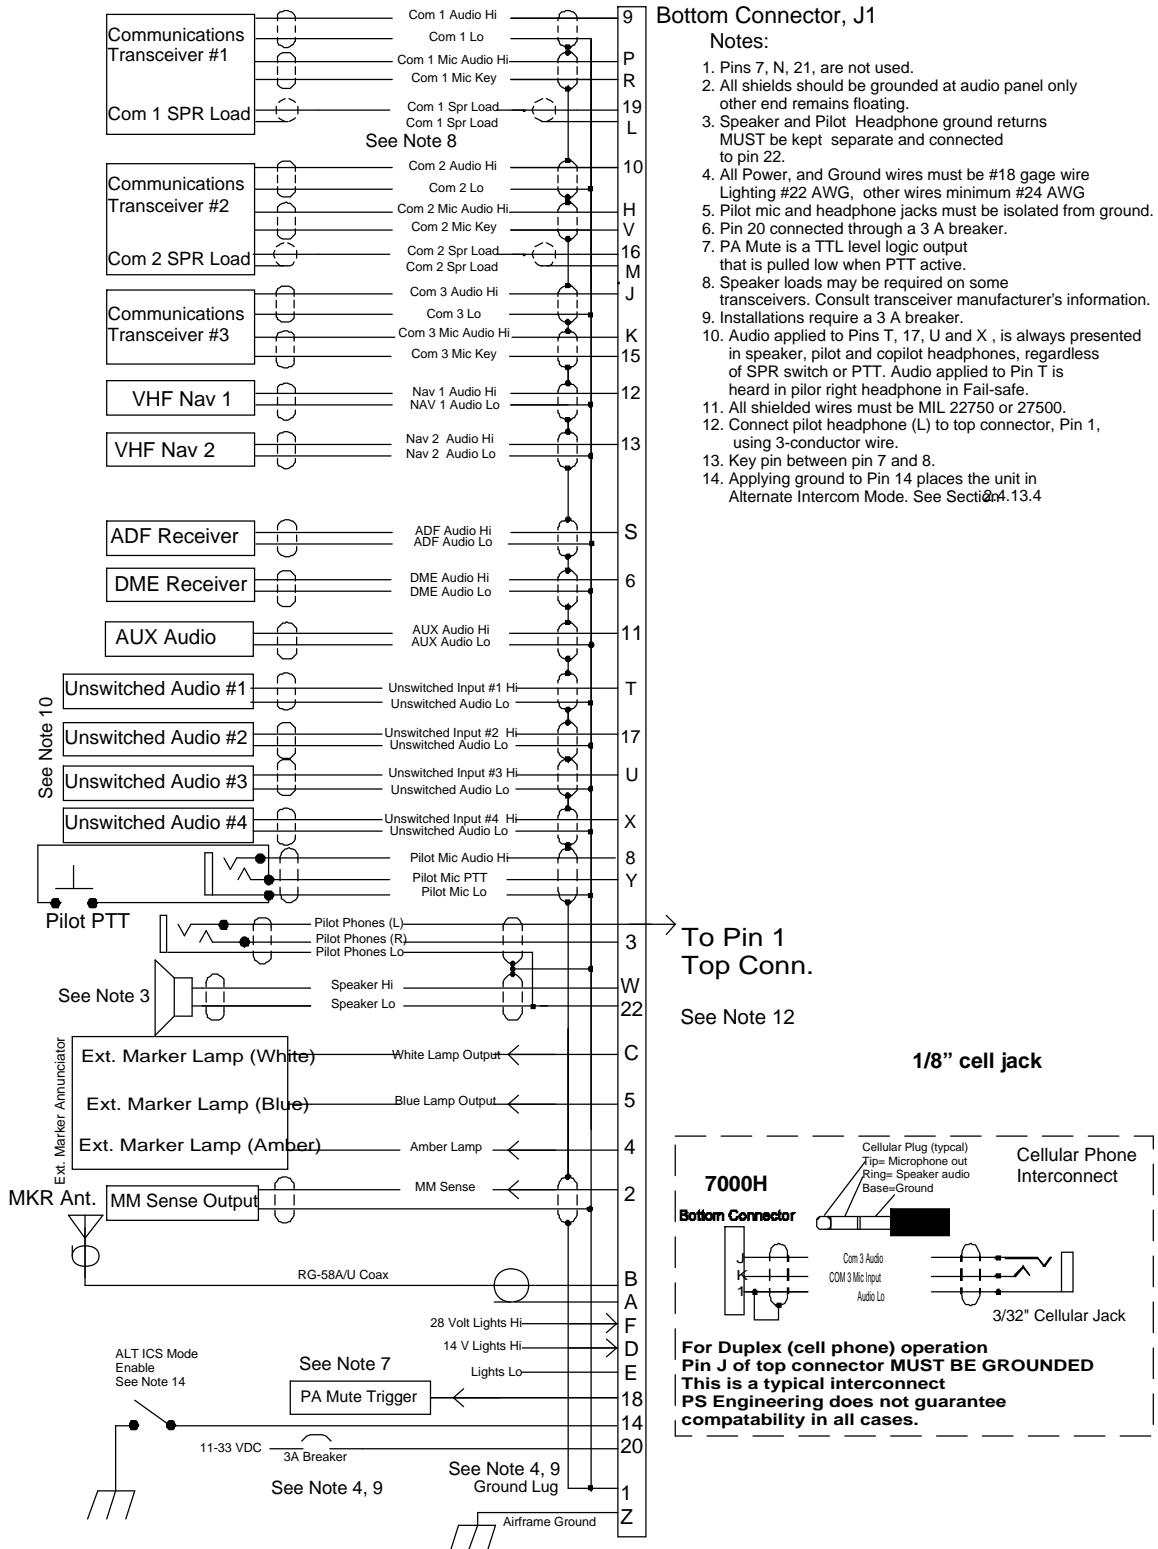 Bottom Connector, J1
Notes:
1. Pins 7, N, 21, are not used.
2. All shields should be grounded at audio panel only
other end remains floating.
3. Speaker and Pilot Headphone ground returns
MUST be kept separate and connected
to pin 22.
4. All Power, and Ground wires must be #18 gage wire
Lighting #22 AWG, other wires minimum #24 AWG
5. Pilot mic and headphone jacks must be isolated from ground.
6. Pin 20 connected through a 3 A breaker.
7. PA Mute is a TTL level logic output
that is pulled low when PTT active.
8. Speaker loads may be required on some
transceivers. Consult transceiver manufacturer's information.
9. Installations require a 3 A breaker.
10. Audio applied to Pins T, 17, U and X , is always presented
in speaker, pilot and copilot headphones, regardless
of SPR switch or PTT. Audio applied to Pin T is
heard in pilor right headphone in Fail-safe.
11. All shielded wires must be MIL 22750 or 27500.
12. Connect pilot headphone (L) to top connector, Pin 1,
using 3-conductor wire.
13. Key pin between pin 7 and 8.
14. Applying ground to Pin 14 places the unit in
Alternate Intercom Mode. See Section 2.4.13.4
Communications
Transceiver #1
Com 1 SPR Load
Com 1 Audio Hi
9
Com 1 Lo
Com 1 Mic Audio Hi
P
Com 1 Mic Key
R
Com 1 Spr Load
19
Com 1 Spr Load
L
See Note 8
Communications
Transceiver #2
Com 2 SPR Load
Com 2 Audio Hi
10
Com 2 Lo
Com 2 Mic Audio Hi
H
Com 2 Mic Key
V
Com 2 Spr Load
16
Com 2 Spr Load
M
Communications
Transceiver #3
Com 3 Audio Hi
J
Com 3 Lo
Com 3 Mic Audio Hi
K
Com 3 Mic Key
15
VHF Nav 1
Nav 1 Audio Hi
12
NAV 1 Audio Lo
VHF Nav 2
Nav 2 Audio Hi
13
Nav 2 Audio Lo
ADF Receiver
ADF Audio Hi
S
ADF Audio Lo
DME Receiver
DME Audio Hi
6
DME Audio Lo
AUX Audio
AUX Audio Hi
11
AUX Audio Lo
See Note 10
Unswitched Audio #1
Unswitched Input #1 Hi
T
Unswitched Audio Lo
Unswitched Audio #2
Unswitched Input #2 Hi
17
Unswitched Audio Lo
Unswitched Audio #3
Unswitched Input #3 Hi
U
Unswitched Audio Lo
Unswitched Audio #4
Unswitched Input #4 Hi
X
Unswitched Audio Lo
Pilot Mic Audio Hi
8
Pilot Mic PTT
Y
Pilot Mic Lo
Pilot PTT
Pilot Phones (L)
Pilot Phones (R)
3
Pilot Phones Lo
To Pin 1
Top Conn.
See Note 12
See Note 3
Speaker Hi
W
Speaker Lo
22
Ext. Marker Annunciator
Ext. Marker Lamp (White)
White Lamp Output
C
Ext. Marker Lamp (Blue)
Blue Lamp Output
5
Ext. Marker Lamp (Amber)
Amber Lamp
4
MKR Ant.
MM Sense Output
MM Sense
2
RG-58A/U Coax
B
A
28 Volt Lights Hi
F
14 V Lights Hi
D
Lights Lo
E
See Note 7
PA Mute Trigger
18
ALT ICS Mode
Enable
See Note 14
14
11-33 VDC
3A Breaker
20
See Note 4, 9
See Note 4, 9
Ground Lug
1
Airframe Ground
Z
1/8” cell jack
Cellular Phone
Interconnect
7000H
Bottom Connector
Cellular Plug (typcal)
Tip= Microphone out
Ring= Speaker audio
Base=Ground
J
Com 3 Audio
K
COM 3 Mic Input
1
Audio Lo
3/32" Cellular Jack
For Duplex (cell phone) operation
Pin J of top connector MUST BE GROUNDED
This is a typical interconnect
PS Engineering does not guarantee
compatability in all cases.